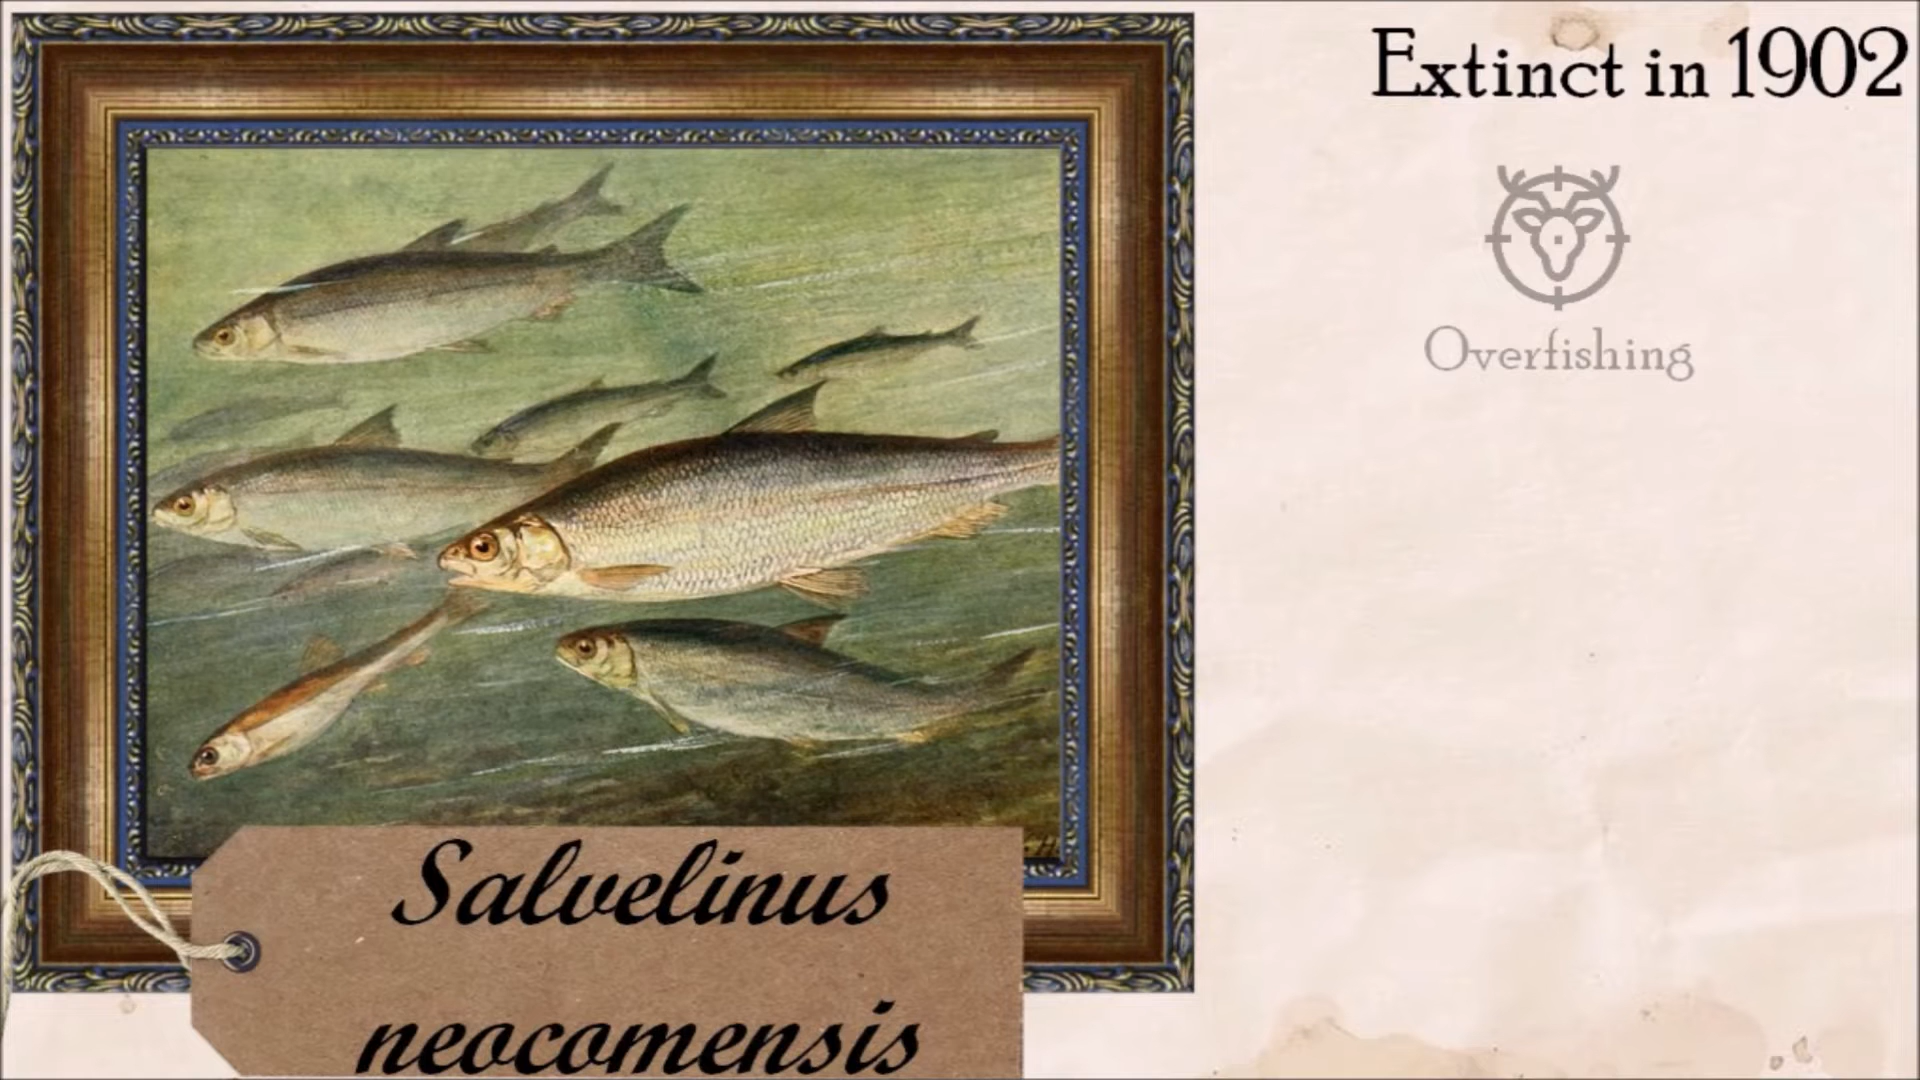 Extinct in 1902
Overfishing
Salvelinus
neocomensis